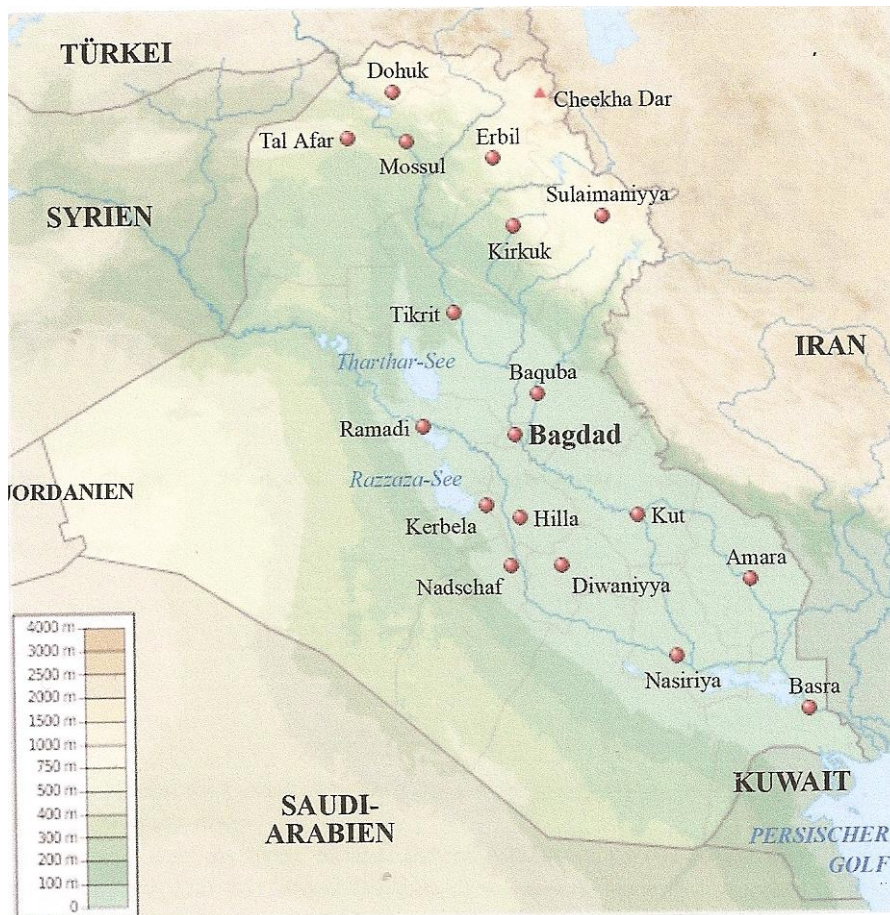 TÜRKEI
Dohuk
Cheekha Dar
Tal Afar
Mossul
Erbil
SYRIEN
Sulaimaniyya
Kirkuk
Tikrit
IRAN
Tharthar-See
Baquba
Ramadi
Bagdad
Razzaza-See
JORDANIEN
Kerbela
Hilla
Kut
Amara
Nadschaf
Diwaniyya
4000 m
3000 m
2500 m
2000 m
1500 m
1000 m
750 m
500 m
400 m
300 m
200 m
100 m
0
Nasiriya
Basra
KUWAIT
SAUDI-
ARABIEN
PERSISCHER
GOLF